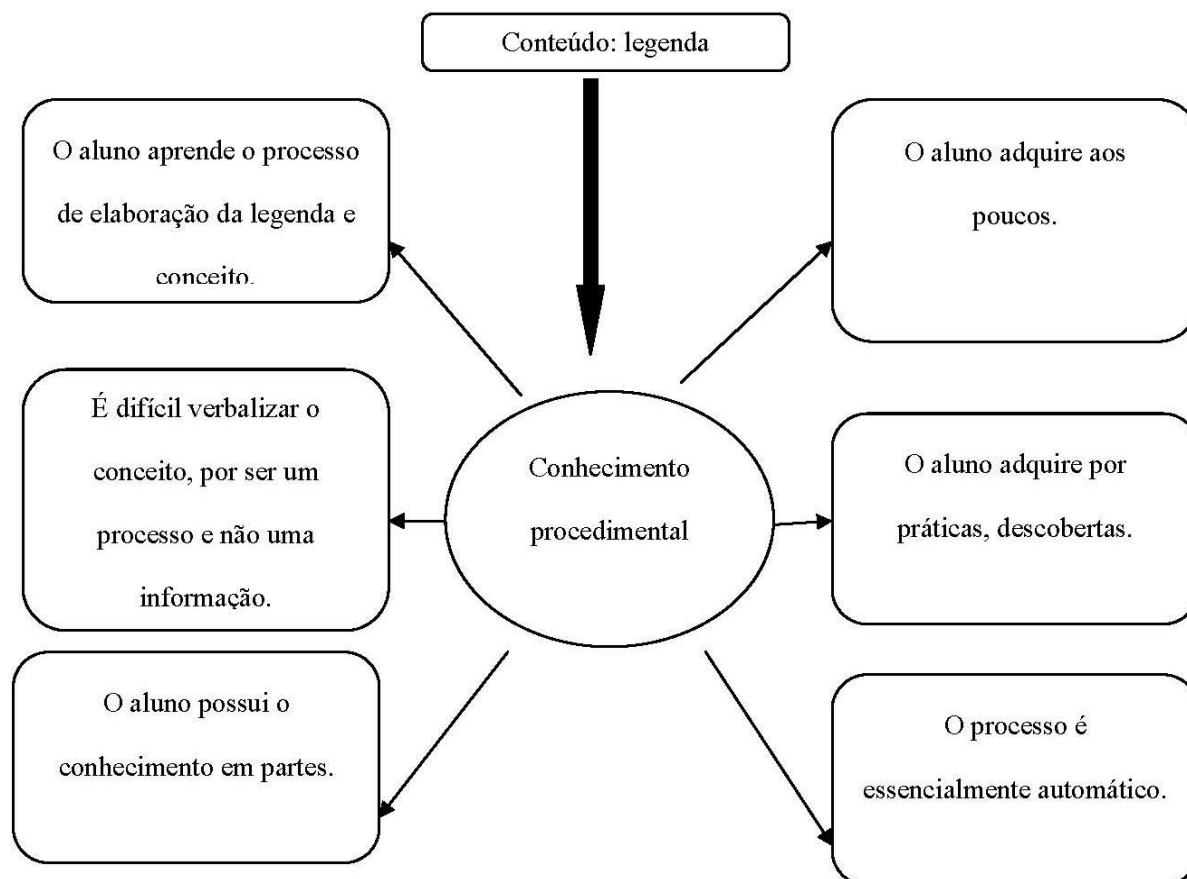 Conteúdo: legenda
O aluno aprende o processo
de elaboração da legenda e
conceito.
O aluno adquire aos
poucos.
É difícil verbalizar o
conceito, por ser um
processo e não uma
informação.
Conhecimento
procedimental
O aluno adquire por
práticas, descobertas.
O aluno possui o
conhecimento em partes.
O processo é
essencialmente automático.